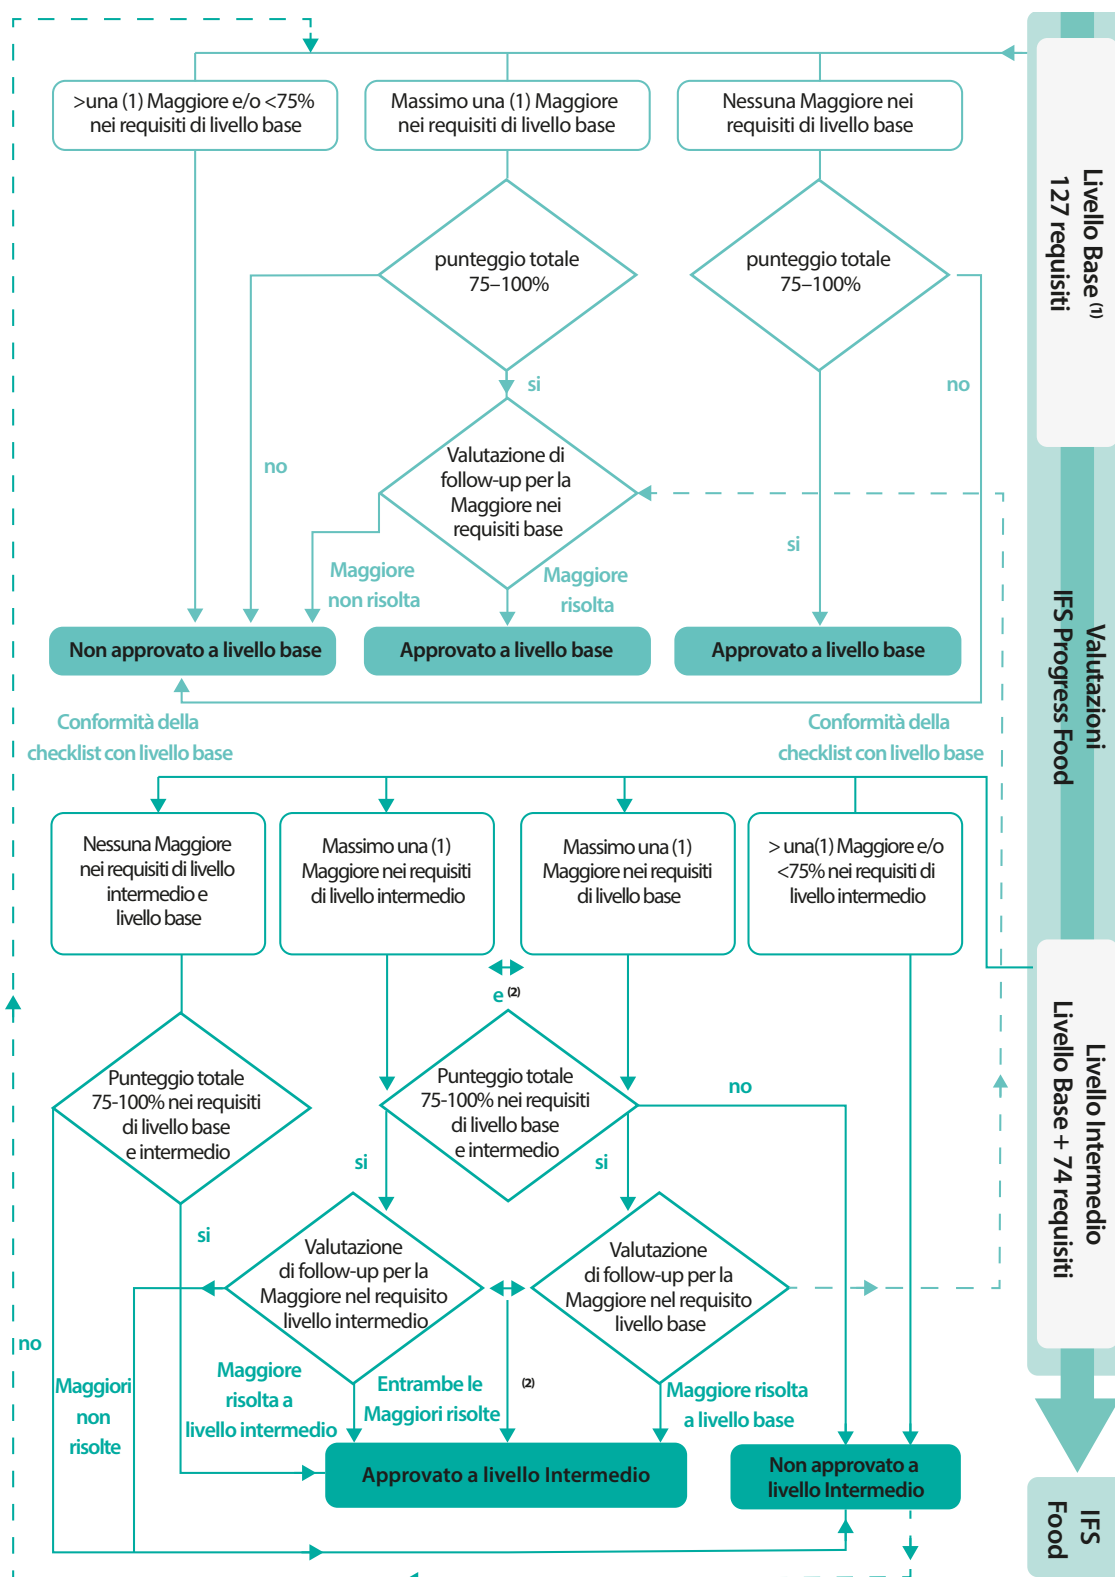 >una (1) Maggiore e/o <75%
nei requisiti di livello base
Massimo una (1) Maggiore
nei requisiti di livello base
Nessuna Maggiore nei
requisiti di livello base
punteggio totale
75–100%
punteggio totale
75–100%
si
no
no
Valutazione di
follow-up per la
Maggiore nei
requisiti base
si
Maggiore
non risolta
Maggiore
risolta
Non approvato a livello base
Approvato a livello base
Approvato a livello base
Conformità della
checklist con livello base
Conformità della
checklist con livello base
Nessuna Maggiore
nei requisiti di livello
intermedio e
livello base
Massimo una (1)
Maggiore nei requisiti
di livello intermedio
Massimo una (1)
Maggiore nei requisiti
di livello base
> una(1) Maggiore e/o
<75% nei requisiti di
livello intermedio
e (2)
Punteggio totale
75-100% nei requisiti
di livello base
e intermedio
Punteggio totale
75-100% nei requisiti
di livello base
e intermedio
no
si
si
si
Valutazione
di follow-up per la
Maggiore nel requisito
livello intermedio
Valutazione
di follow-up per la
Maggiore nel requisito
livello base
no
Maggiori
non
risolte
Maggiore
risolta a
livello intermedio
Entrambe le
Maggiori risolte
(2)
Maggiore risolta
a livello base
Approvato a livello Intermedio
Non approvato a
livello Intermedio
Livello Base (1)
127 requisiti
Valutazioni
IFS Progress Food
Livello Intermedio
Livello Base + 74 requisiti
IFS
Food